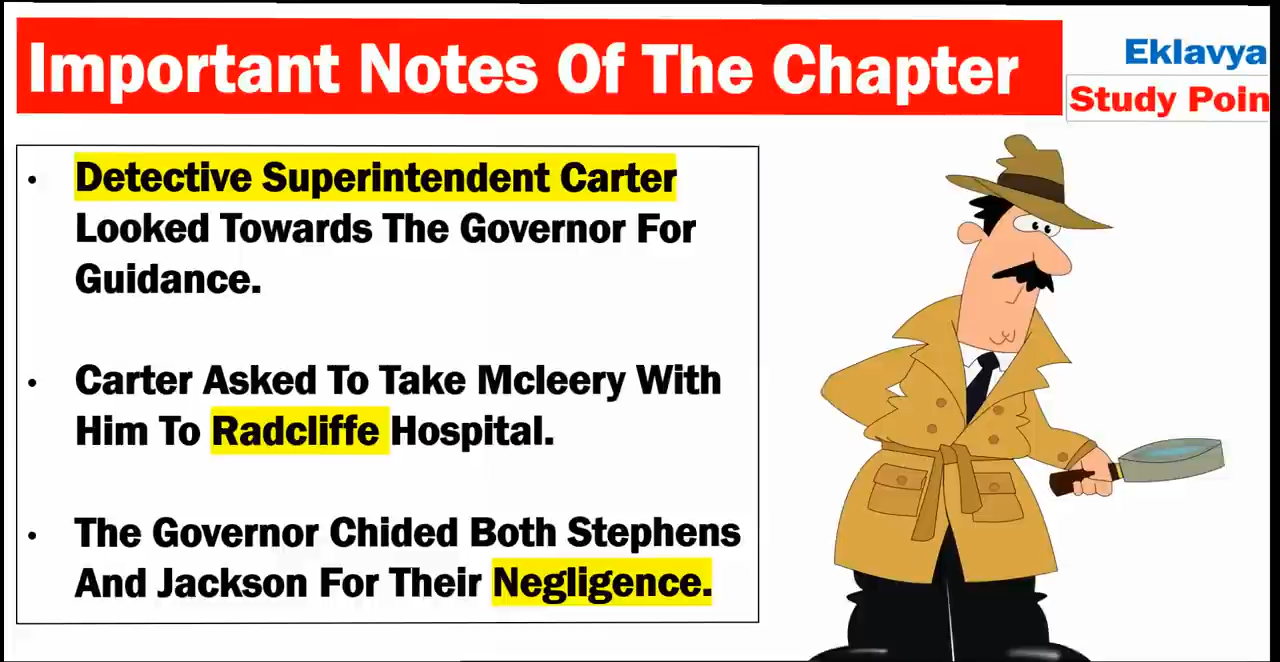 Important Notes Of The Chapter
Eklavya
Study Poin
• Detective Superintendent Carter
Looked Towards The Governor For
Guidance.
• Carter Asked To Take Mcleery With
Him To Radcliffe Hospital.
• The Governor Chided Both Stephens
And Jackson For Their Negligence.